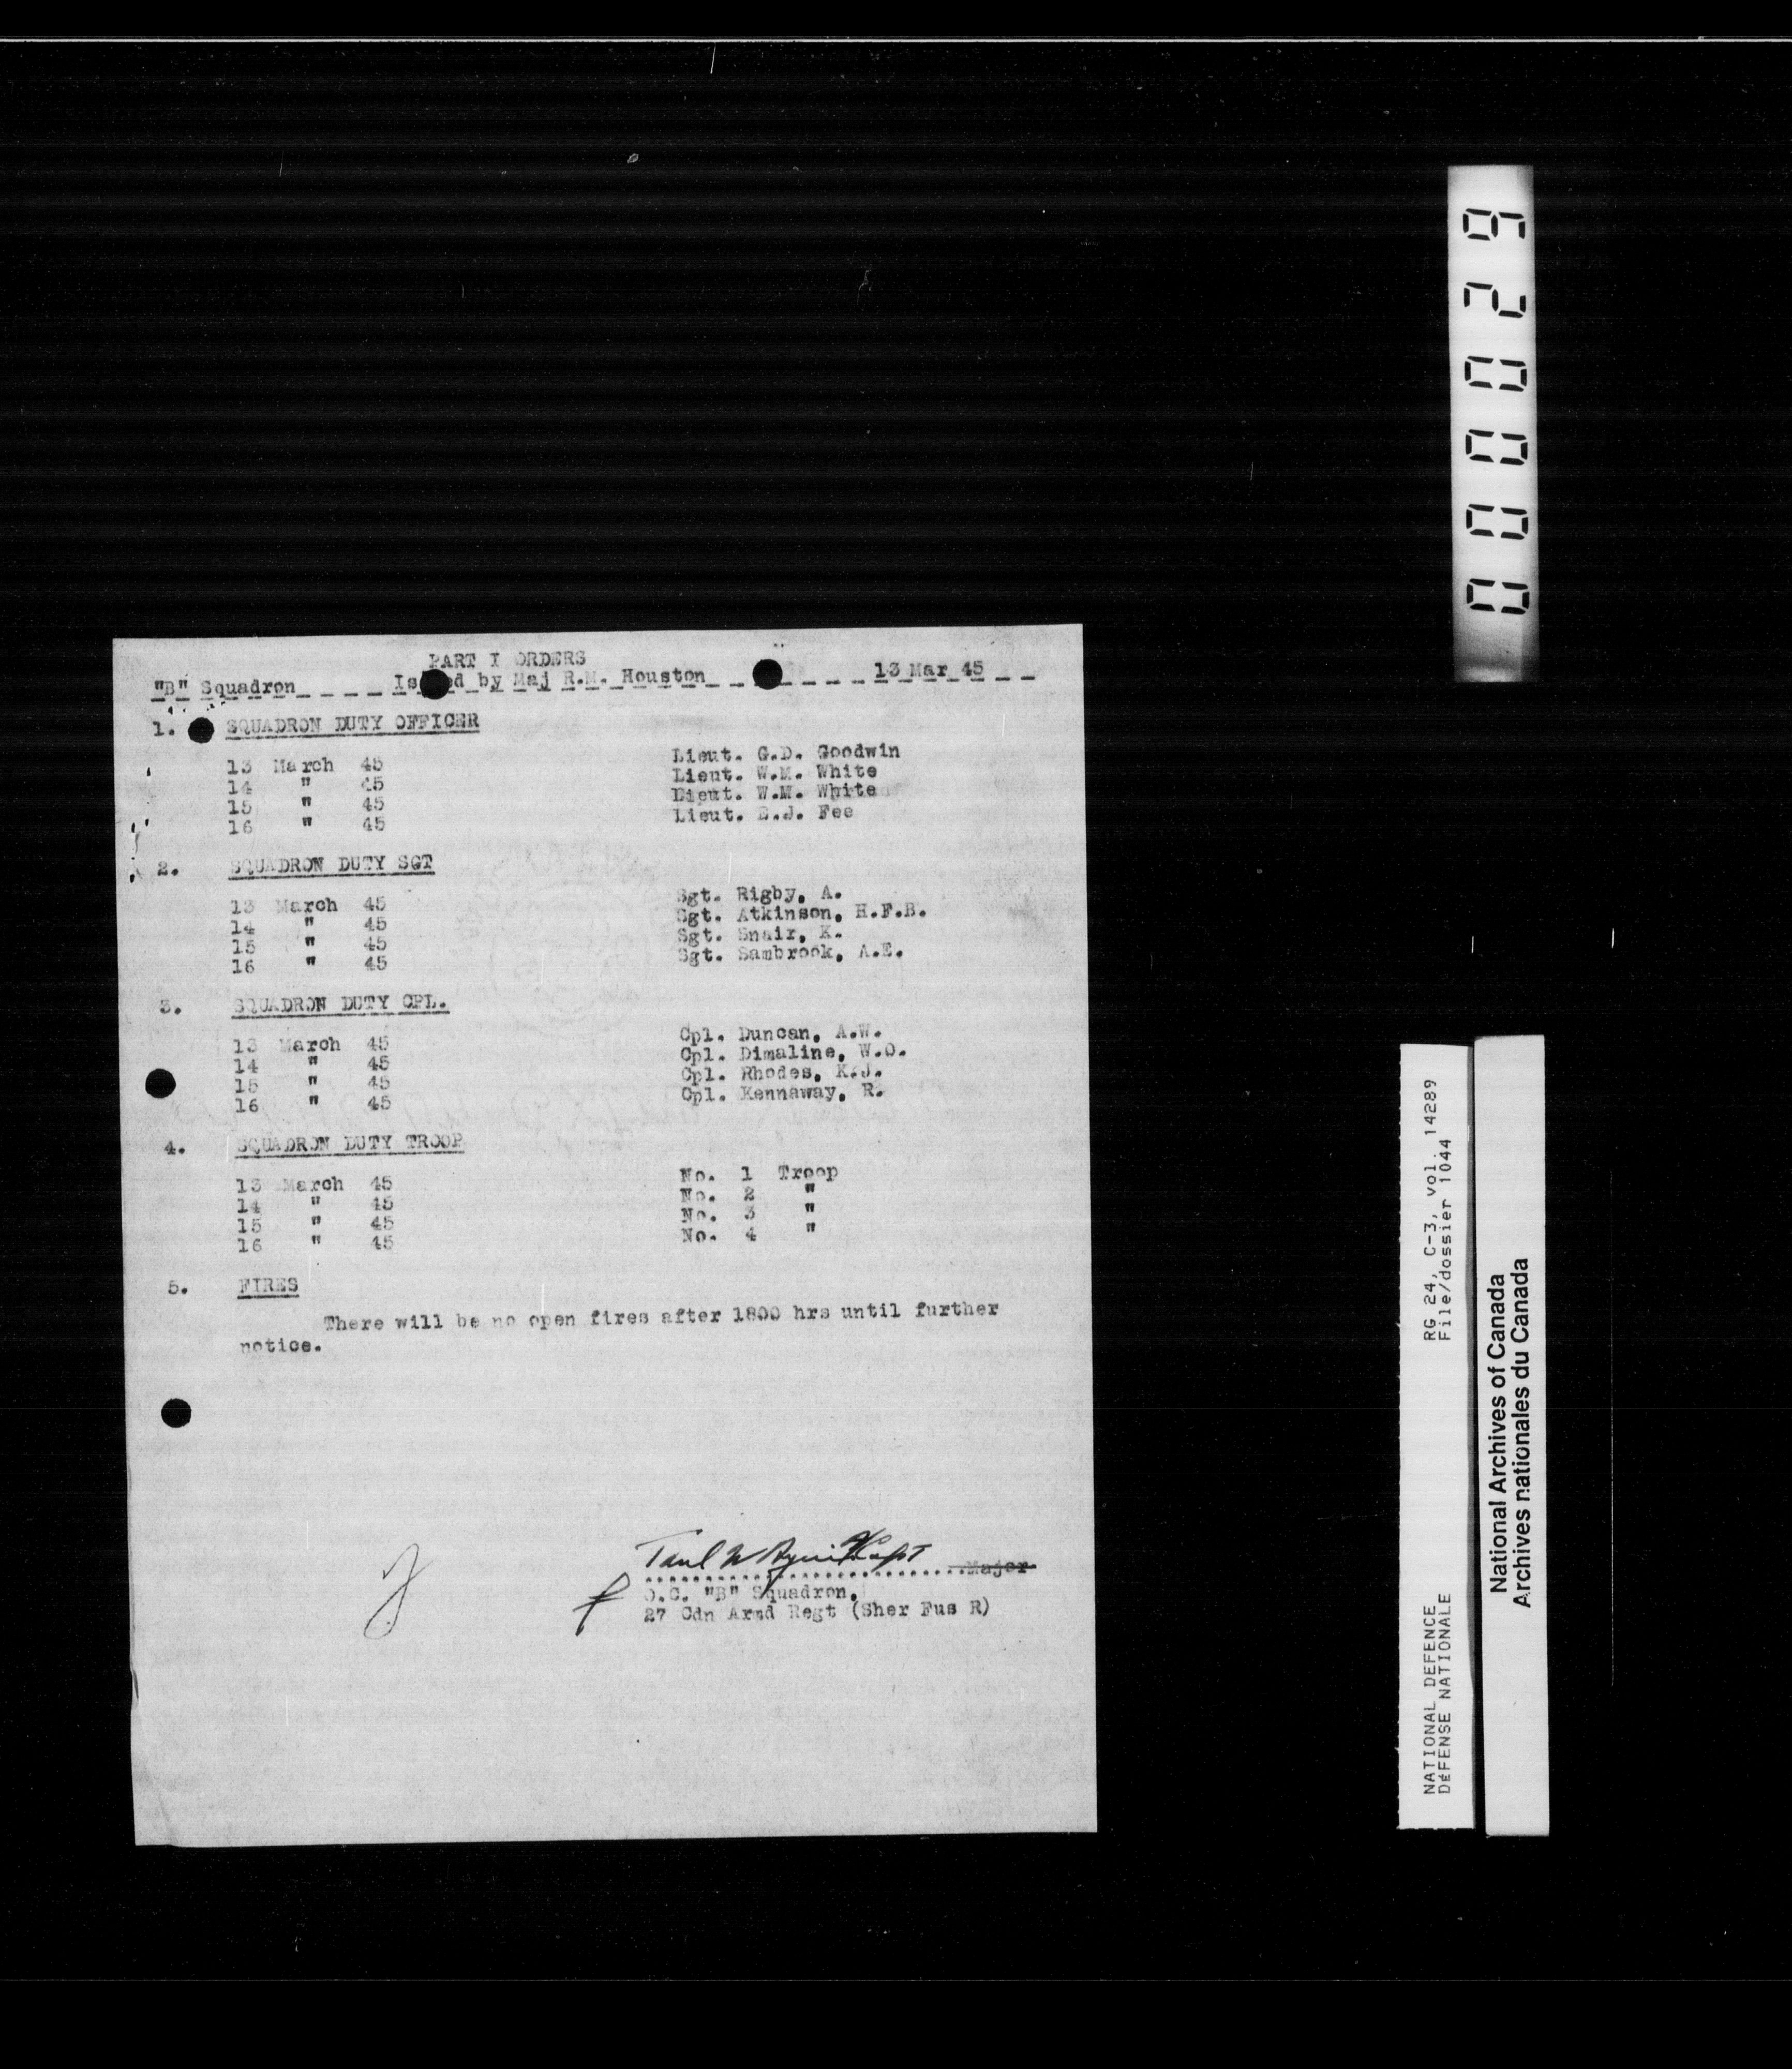 PART I ORDERS
"B" Squadron Issued by Maj R.M. Houston 13 Mar 45
1. SQUADRON DUTY OFFICER
13 March 45 Lieut. G.D. Goodwin
14 " 45 Lieut. W.M. White
15 " 45 Lieut. W.M. White
16 " 45 Lieut. E.J. Fee
2. SQUADRON DUTY SGT
13 March 45 Sgt. Rigby, A.
14 " 45 Sgt. Atkinson, H.F.B.
15 " 45 Sgt. Snair, K.
16 " 45 Sgt. Sambrook, A.E.
3. SQUADRON DUTY CPL.
13 March 45 Cpl. Duncan, A.W.
14 " 45 Cpl. Dimaline, W.O.
15 " 45 Cpl. Rhodes, K.J.
16 " 45 Cpl. Kennaway, R.
4. SQUADRON DUTY TROOP
13 March 45 No. 1 Troop
14 " 45 No. 2 "
15 " 45 No. 3 "
16 " 45 No. 4 "
5. FIRES
There will be no open fires after 1800 hrs until further
notice.
Capt Major
O.C. "B" Squadron,
27 Cdn Armd Regt (Sher Fus R)
000029
NATIONAL DEFENCE RG 24, C-3, vol. 14289
DÉFENSE NATIONALE File/dossier 1044
National Archives of Canada
Archives nationales du Canada